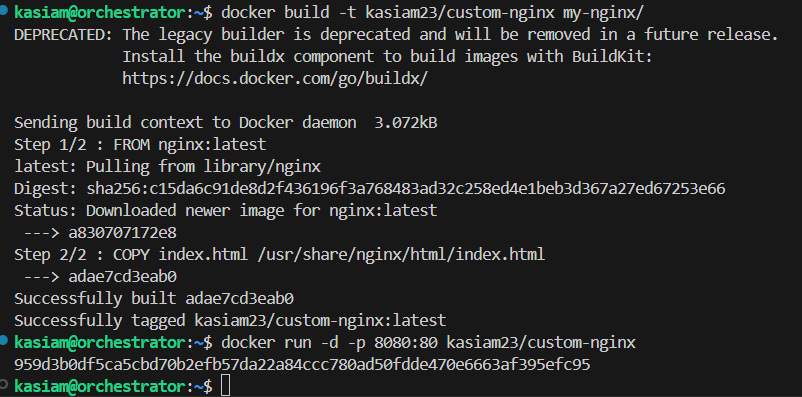 kasiam@orchestrator:~$ docker build -t kasiam23/custom-nginx my-nginx/
DEPRECATED: The legacy builder is deprecated and will be removed in a future release.
            Install the buildx component to build images with BuildKit:
            https://docs.docker.com/go/buildx/

Sending build context to Docker daemon  3.072kB
Step 1/2 : FROM nginx:latest
latest: Pulling from library/nginx
Digest: sha256:c15da6c91de8d2f436196f3a768483ad32c258ed4e1beb3d367a27ed67253e66
Status: Downloaded newer image for nginx:latest
 ---> a830707172e8
Step 2/2 : COPY index.html /usr/share/nginx/html/index.html
 ---> adae7cd3eab0
Successfully built adae7cd3eab0
Successfully tagged kasiam23/custom-nginx:latest
kasiam@orchestrator:~$ docker run -d -p 8080:80 kasiam23/custom-nginx
959d3b0df5ca5cbd70b2efb57da22a84ccc780ad50fdde470e6663af395efc95
kasiam@orchestrator:~$